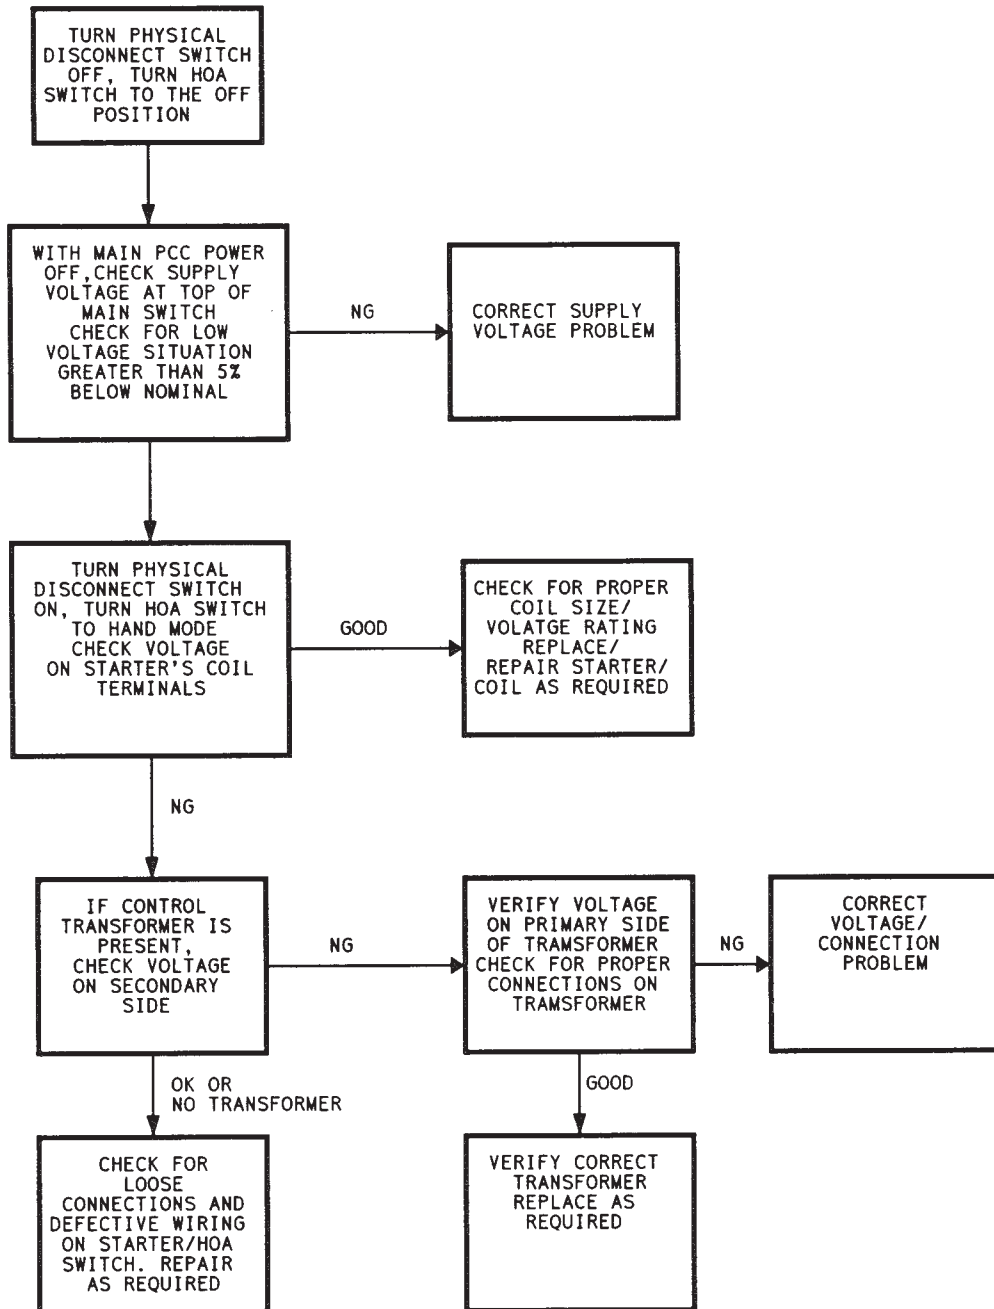 TURN PHYSICAL
DISCONNECT SWITCH
OFF, TURN HOA
SWITCH TO THE OFF
POSITION
WITH MAIN PCC POWER
OFF,CHECK SUPPLY
VOLTAGE AT TOP OF
MAIN SWITCH
CHECK FOR LOW
VOLTAGE SITUATION
GREATER THAN 5%
BELOW NOMINAL
NG
CORRECT SUPPLY
VOLTAGE PROBLEM
TURN PHYSICAL
DISCONNECT SWITCH
ON, TURN HOA SWITCH
TO HAND MODE
CHECK VOLTAGE
ON STARTER'S COIL
TERMINALS
GOOD
CHECK FOR PROPER
COIL SIZE/
VOLATGE RATING
REPLACE/
REPAIR STARTER/
COIL AS REQUIRED
NG
IF CONTROL
TRANSFORMER IS
PRESENT,
CHECK VOLTAGE
ON SECONDARY
SIDE
NG
VERIFY VOLTAGE
ON PRIMARY SIDE
OF TRAMSFORMER
CHECK FOR PROPER
CONNECTIONS ON
TRAMSFORMER
NG
CORRECT
VOLTAGE/
CONNECTION
PROBLEM
OK OR
NO TRANSFORMER
GOOD
CHECK FOR
LOOSE
CONNECTIONS AND
DEFECTIVE WIRING
ON STARTER/HOA
SWITCH. REPAIR
AS REQUIRED
VERIFY CORRECT
TRANSFORMER
REPLACE AS
REQUIRED